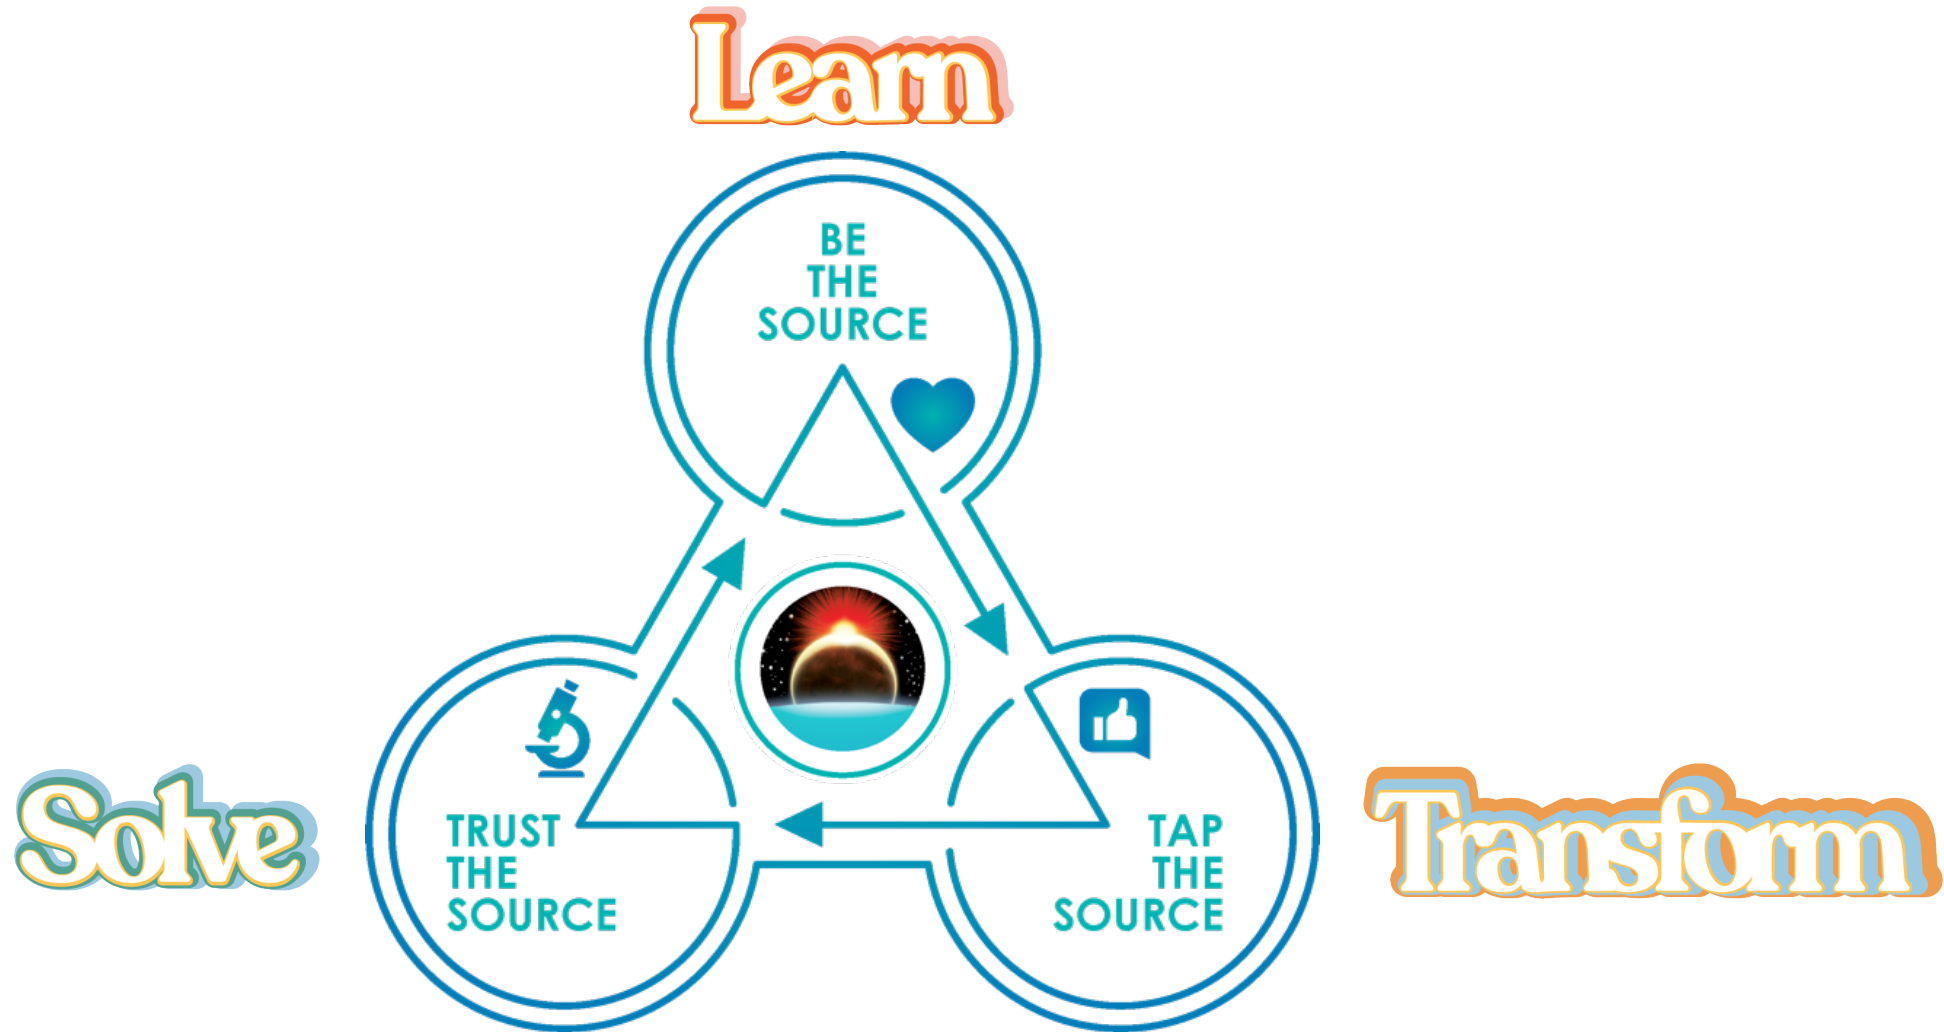 Learn
BE
THE
SOURCE
Solve
TRUST
THE
SOURCE
TAP
THE
SOURCE
Transform